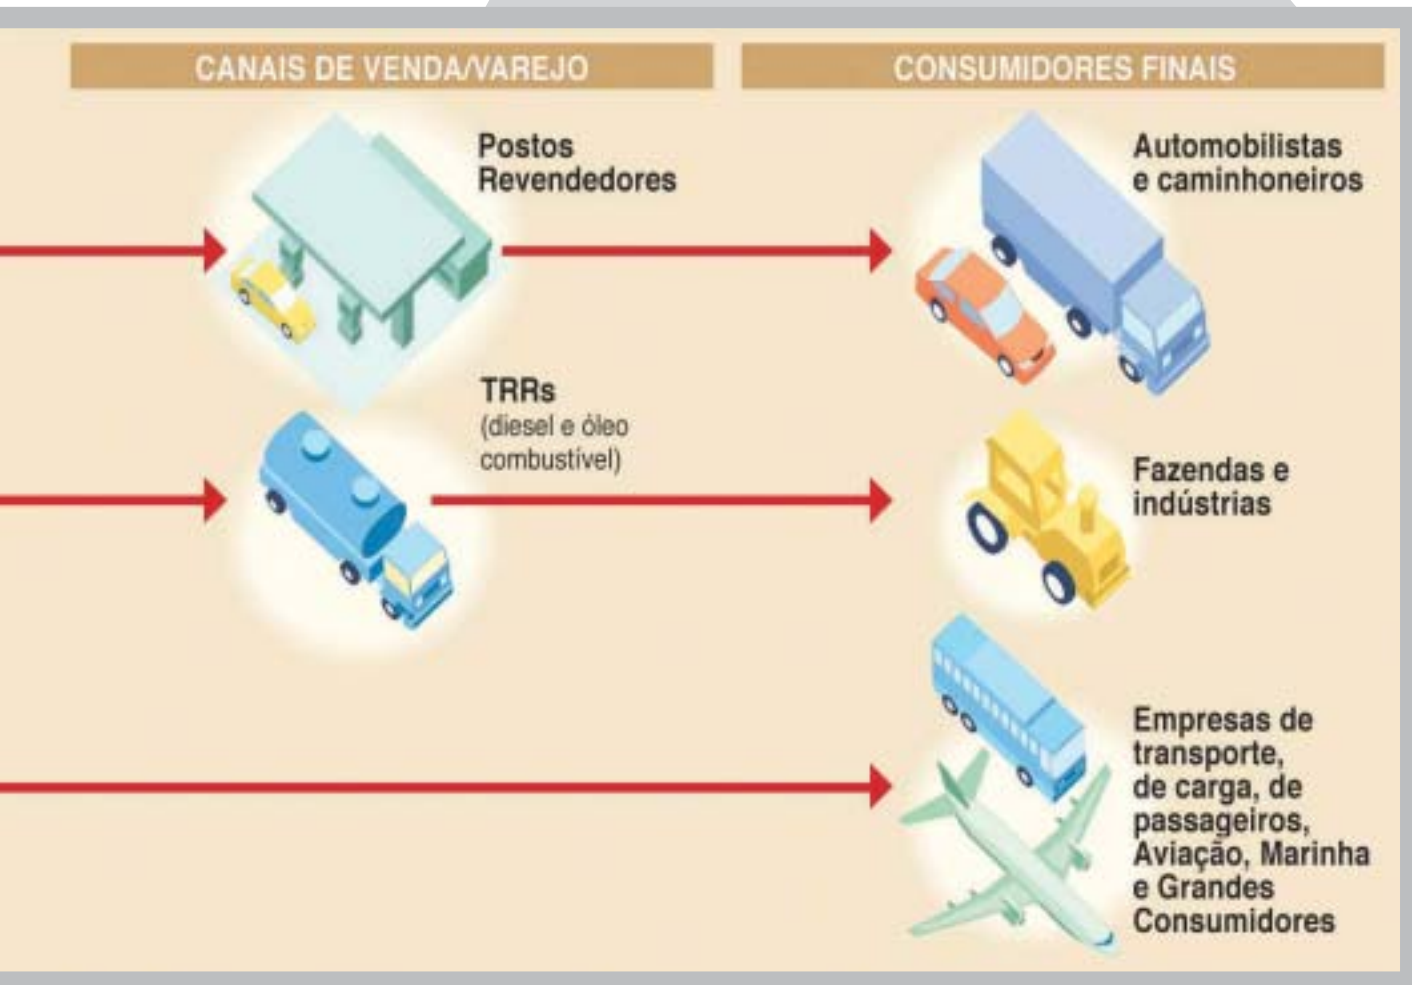 CANAIS DE VENDA/VAREJO
CONSUMIDORES FINAIS
Postos
Revendedores
Automobilistas
e caminhoneiros
TRRs
(diesel e óleo
combustível)
Fazendas e
indústrias
Empresas de
transporte,
de carga, de
passageiros,
Aviação, Marinha
e Grandes
Consumidores